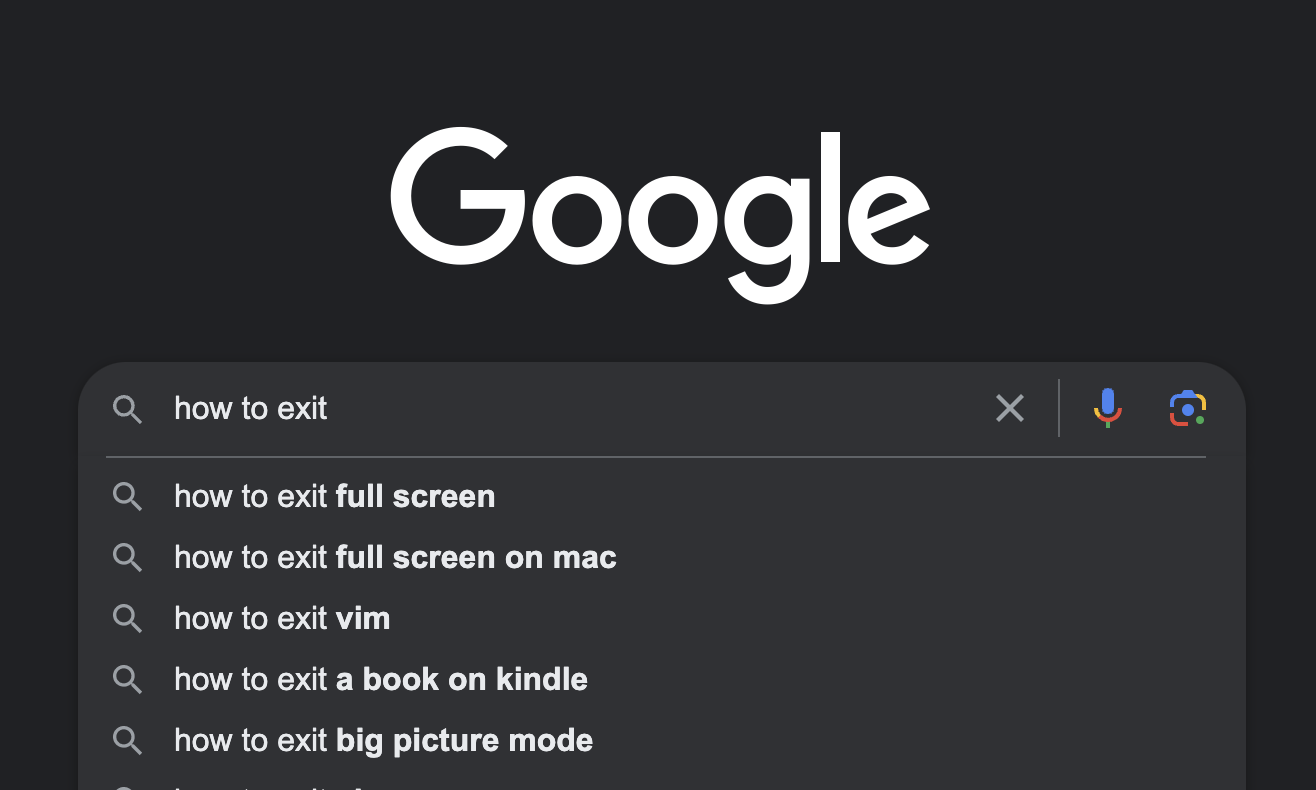 Google
how to exit
how to exit full screen
how to exit full screen on mac
how to exit vim
how to exit a book on kindle
how to exit big picture mode